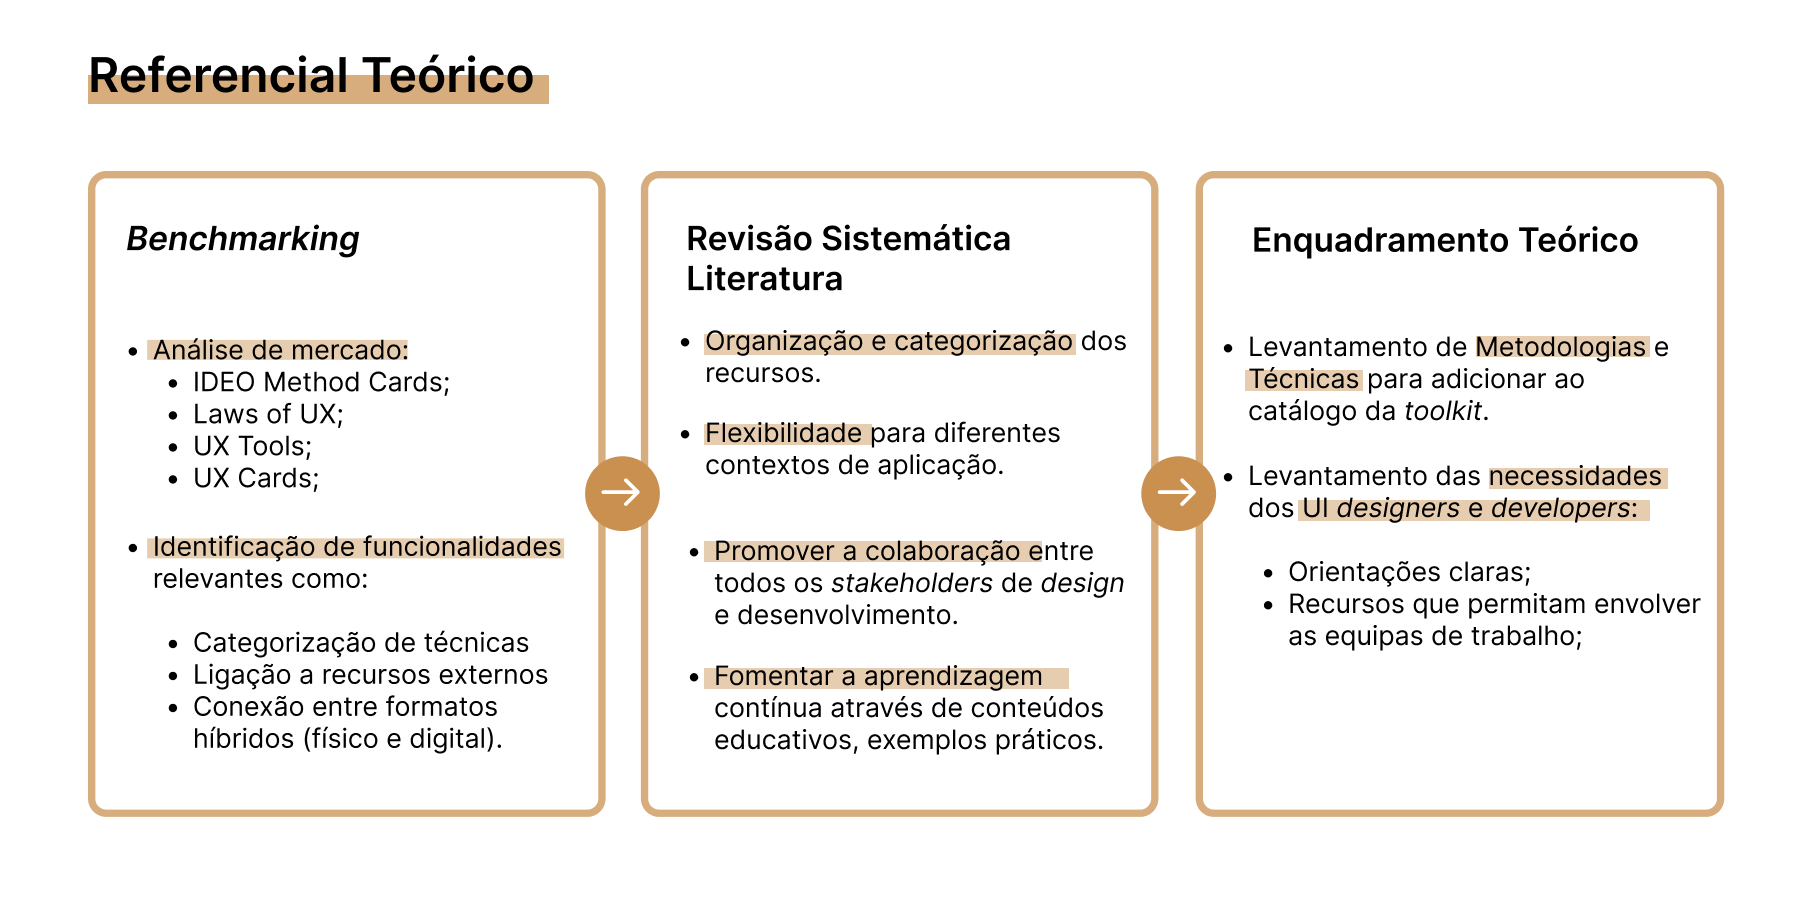 Referencial Teórico
Benchmarking
• Análise de mercado:
• IDEO Method Cards;
• Laws of UX;
• UX Tools;
• UX Cards;
• Identificação de funcionalidades
relevantes como:
• Categorização de técnicas
• Ligação a recursos externos
• Conexão entre formatos
híbridos (físico e digital).
Revisão Sistemática
Literatura
• Organização e categorização dos
recursos.
• Flexibilidade para diferentes
contextos de aplicação.
• Promover a colaboração entre
todos os stakeholders de design
e desenvolvimento.
• Fomentar a aprendizagem
contínua através de conteúdos
educativos, exemplos práticos.
Enquadramento Teórico
• Levantamento de Metodologias e
Técnicas para adicionar ao
catálogo da toolkit.
• Levantamento das necessidades
dos UI designers e developers:
• Orientações claras;
• Recursos que permitam envolver
as equipas de trabalho;